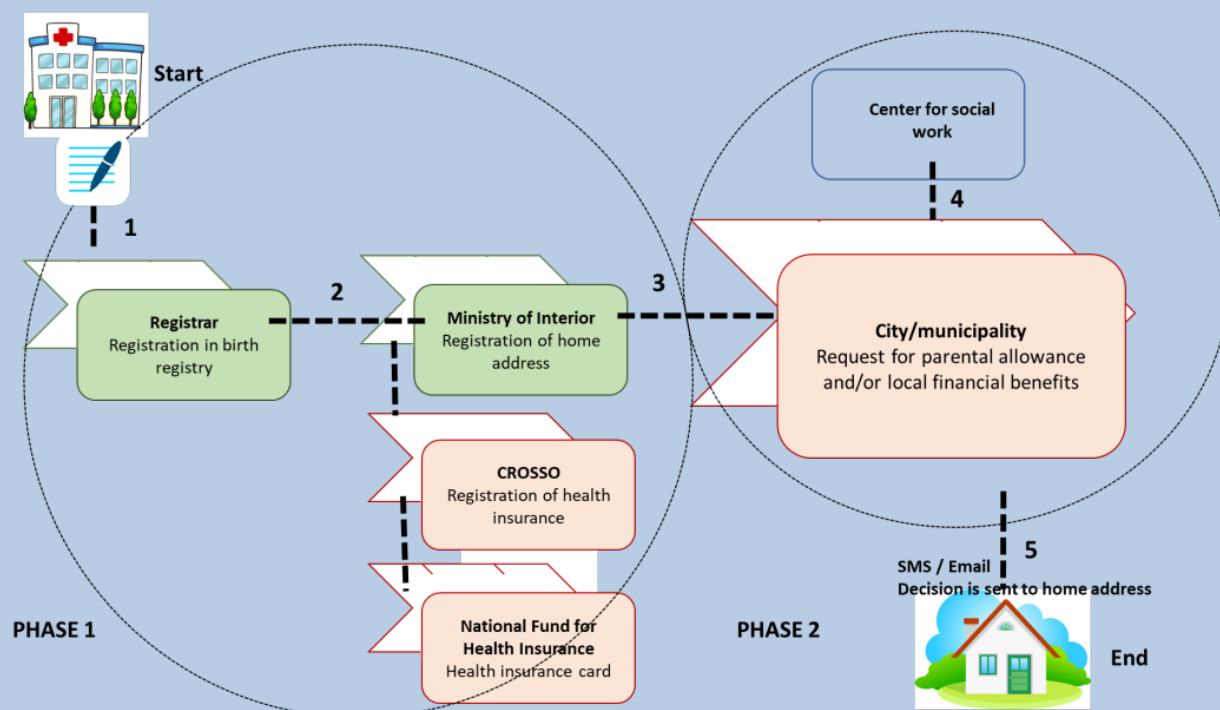 Start
1
Registrar
Registration in birth
registry
2
Ministry of Interior
Registration of home
address
CROSSO
Registration of health
insurance
National Fund for
Health Insurance
Health insurance card
PHASE 1
3
Center for social
work
4
City/municipality
Request for parental allowance
and/or local financial benefits
5
SMS / Email
Decision is sent to home address
PHASE 2
End